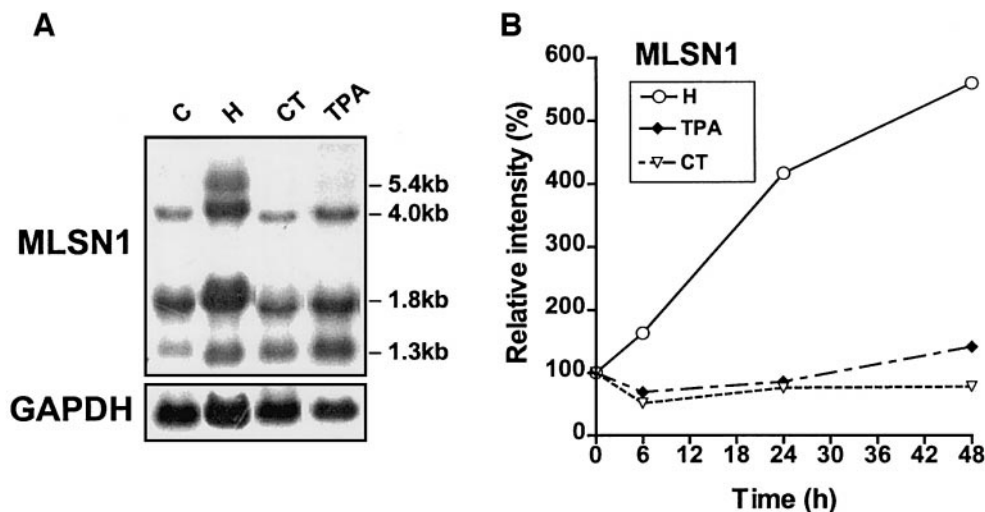 A
C H CT TPA
MLSN1
– 5.4kb
– 4.0kb
– 1.8kb
– 1.3kb
GAPDH
B
MLSN1
H
TPA
CT
Relative intensity (%)
600
500
400
300
200
100
0
0 6 12 18 24 30 36 42 48
Time (h)